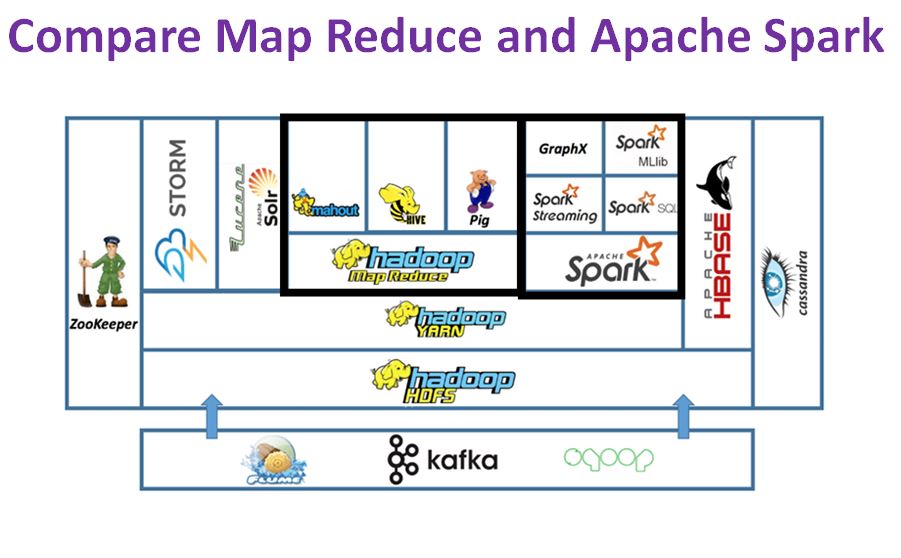 Compare Map Reduce and Apache Spark
ZooKeeper
STORM
Lucene
Apache
Solr
mahout
HIVE
Pig
GraphX
Spark
MLlib
Spark
Streaming
Spark SQL
hadoop
Map Reduce
APACHE
Spark
APACHE
HBASE
cassandra
hadoop
YARN
hadoop
HDFS
FLUME
kafka
sqoop